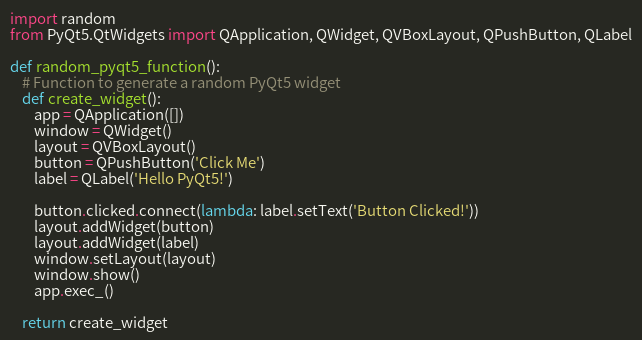 import random
from PyQt5.QtWidgets import QApplication, QWidget, QVBoxLayout, QPushButton, QLabel

def random_pyqt5_function():
    # Function to generate a random PyQt5 widget
    def create_widget():
        app = QApplication([])
        window = QWidget()
        layout = QVBoxLayout()
        button = QPushButton('Click Me')
        label = QLabel('Hello PyQt5!')

        button.clicked.connect(lambda: label.setText('Button Clicked!'))
        layout.addWidget(button)
        layout.addWidget(label)
        window.setLayout(layout)
        window.show()
        app.exec_()

    return create_widget